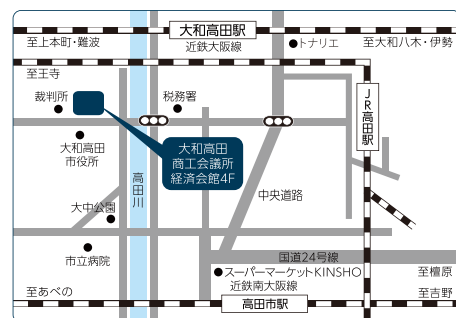 大和高田駅
至上本町・難波
近鉄大阪線
トナリエ
至大和八木・伊勢
至王寺
裁判所
税務署
JR高田駅
大和高田
市役所
大和高田
商工会議所
経済会館4F
高田川
中央道路
大中公園
市立病院
国道24号線
スーパーマーケットKINSHO
至橿原
近鉄南大阪線
至あべの
高田市駅
至吉野